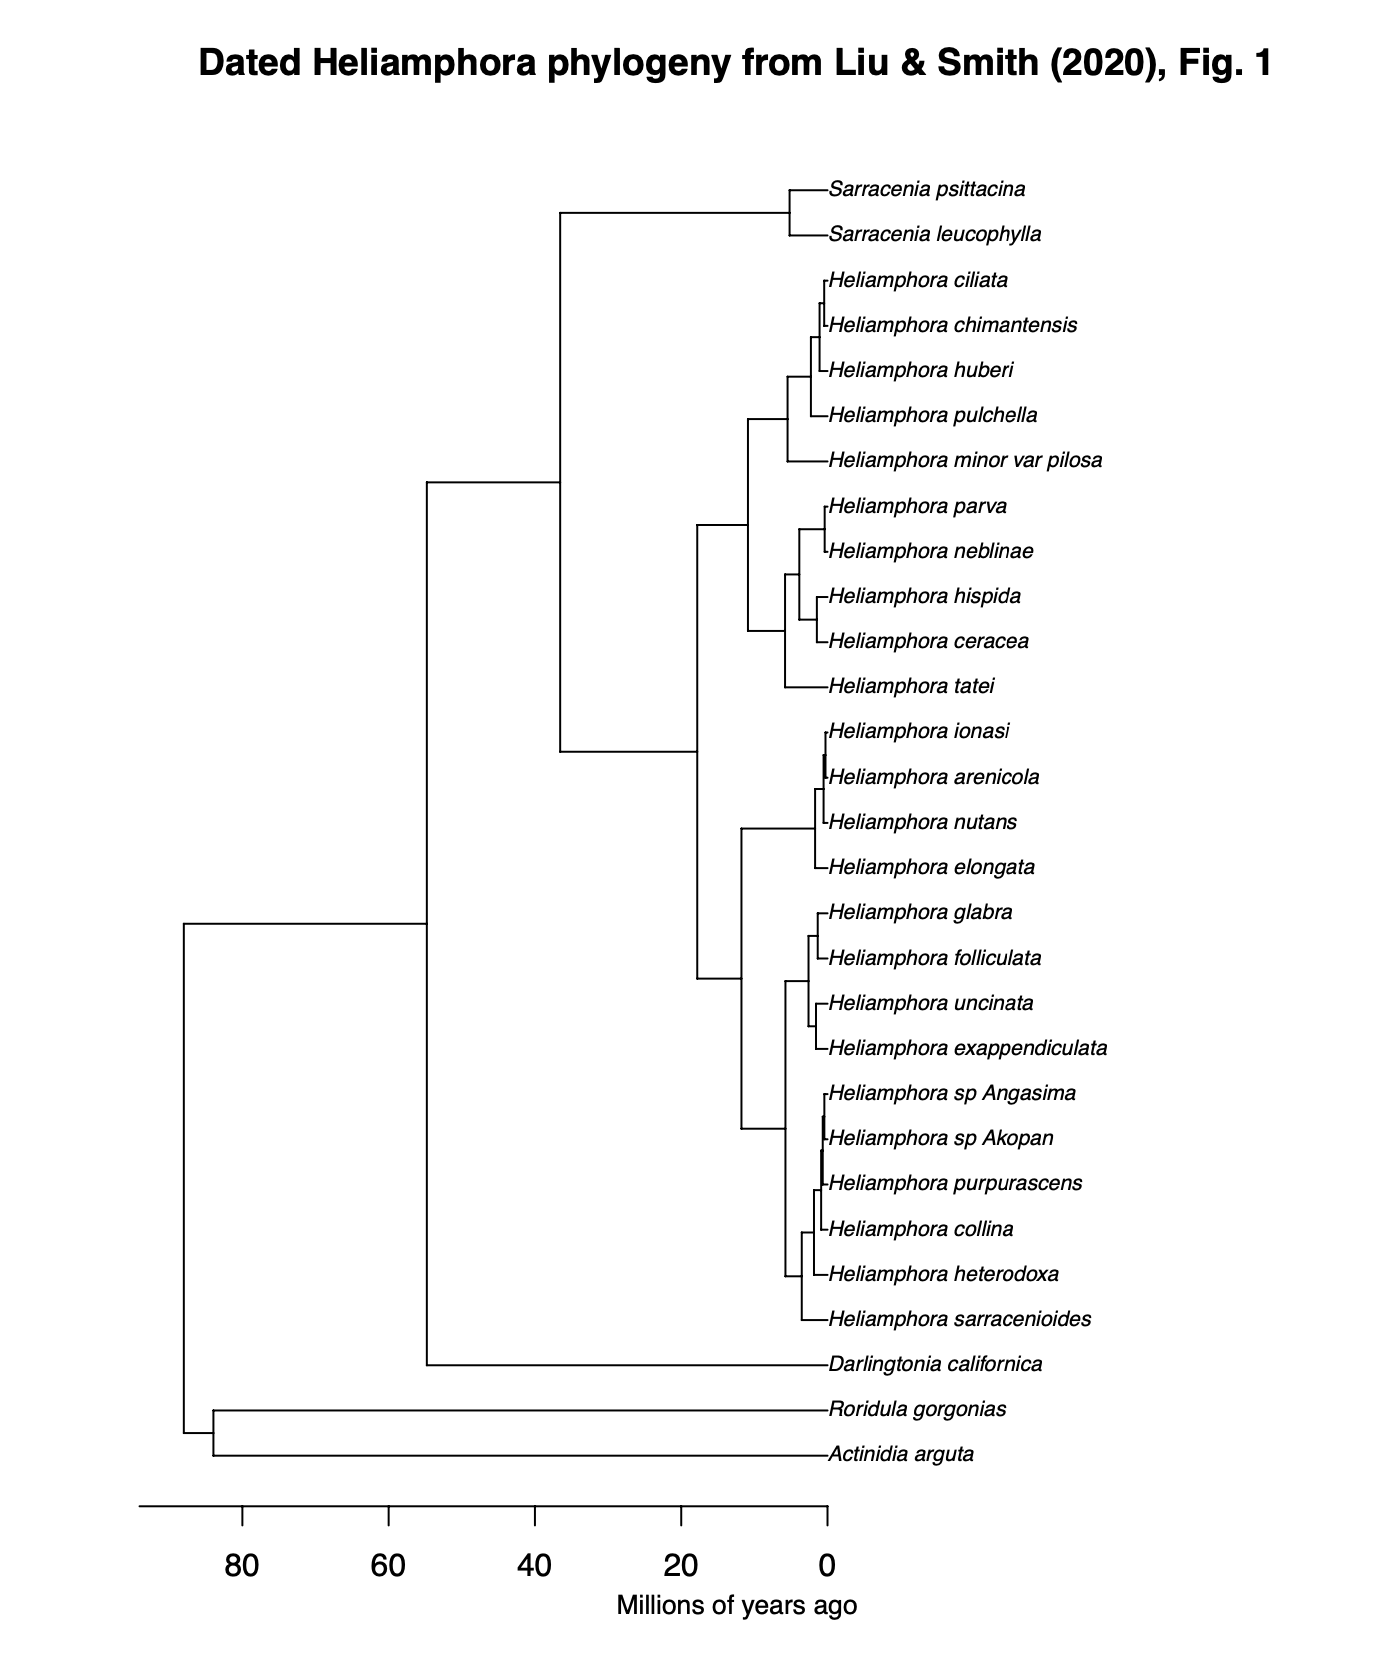 Dated Heliamphora phylogeny from Liu & Smith (2020), Fig. 1
Sarracenia psittacina
Sarracenia leucophylla
Heliamphora ciliata
Heliamphora chimantensis
Heliamphora huberi
Heliamphora pulchella
Heliamphora minor var pilosa
Heliamphora parva
Heliamphora neblinae
Heliamphora hispida
Heliamphora ceracea
Heliamphora tatei
Heliamphora ionasi
Heliamphora arenicola
Heliamphora nutans
Heliamphora elongata
Heliamphora glabra
Heliamphora folliculata
Heliamphora uncinata
Heliamphora exappendiculata
Heliamphora sp Angasima
Heliamphora sp Akopan
Heliamphora purpurascens
Heliamphora collina
Heliamphora heterodoxa
Heliamphora sarracenioides
Darlingtonia californica
Roridula gorgonias
Actinidia arguta
80 60 40 20 0
Millions of years ago